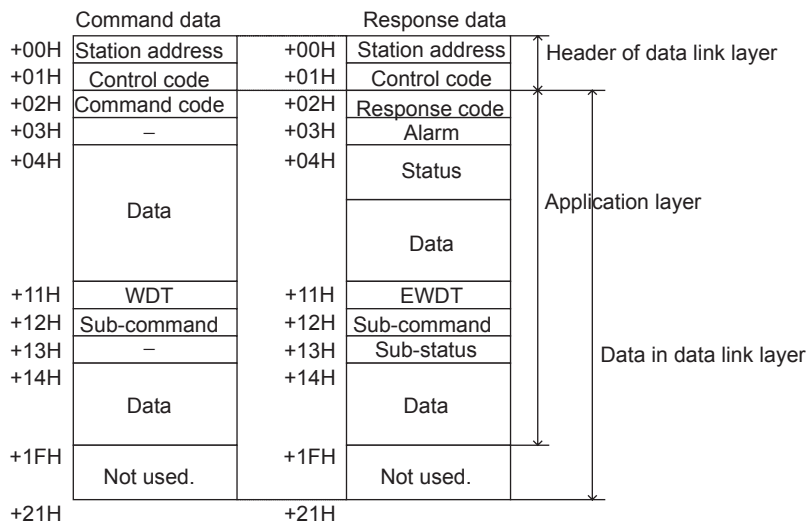 Command data Response data
+00H Station address +00H Station address Header of data link layer
+01H Control code +01H Control code
+02H Command code +02H Response code
+03H – +03H Alarm
+04H +04H Status
Application layer
Data Data
+11H WDT +11H EWDT
+12H Sub-command +12H Sub-command
+13H – +13H Sub-status Data in data link layer
+14H +14H
Data Data
+1FH +1FH
Not used. Not used.
+21H +21H